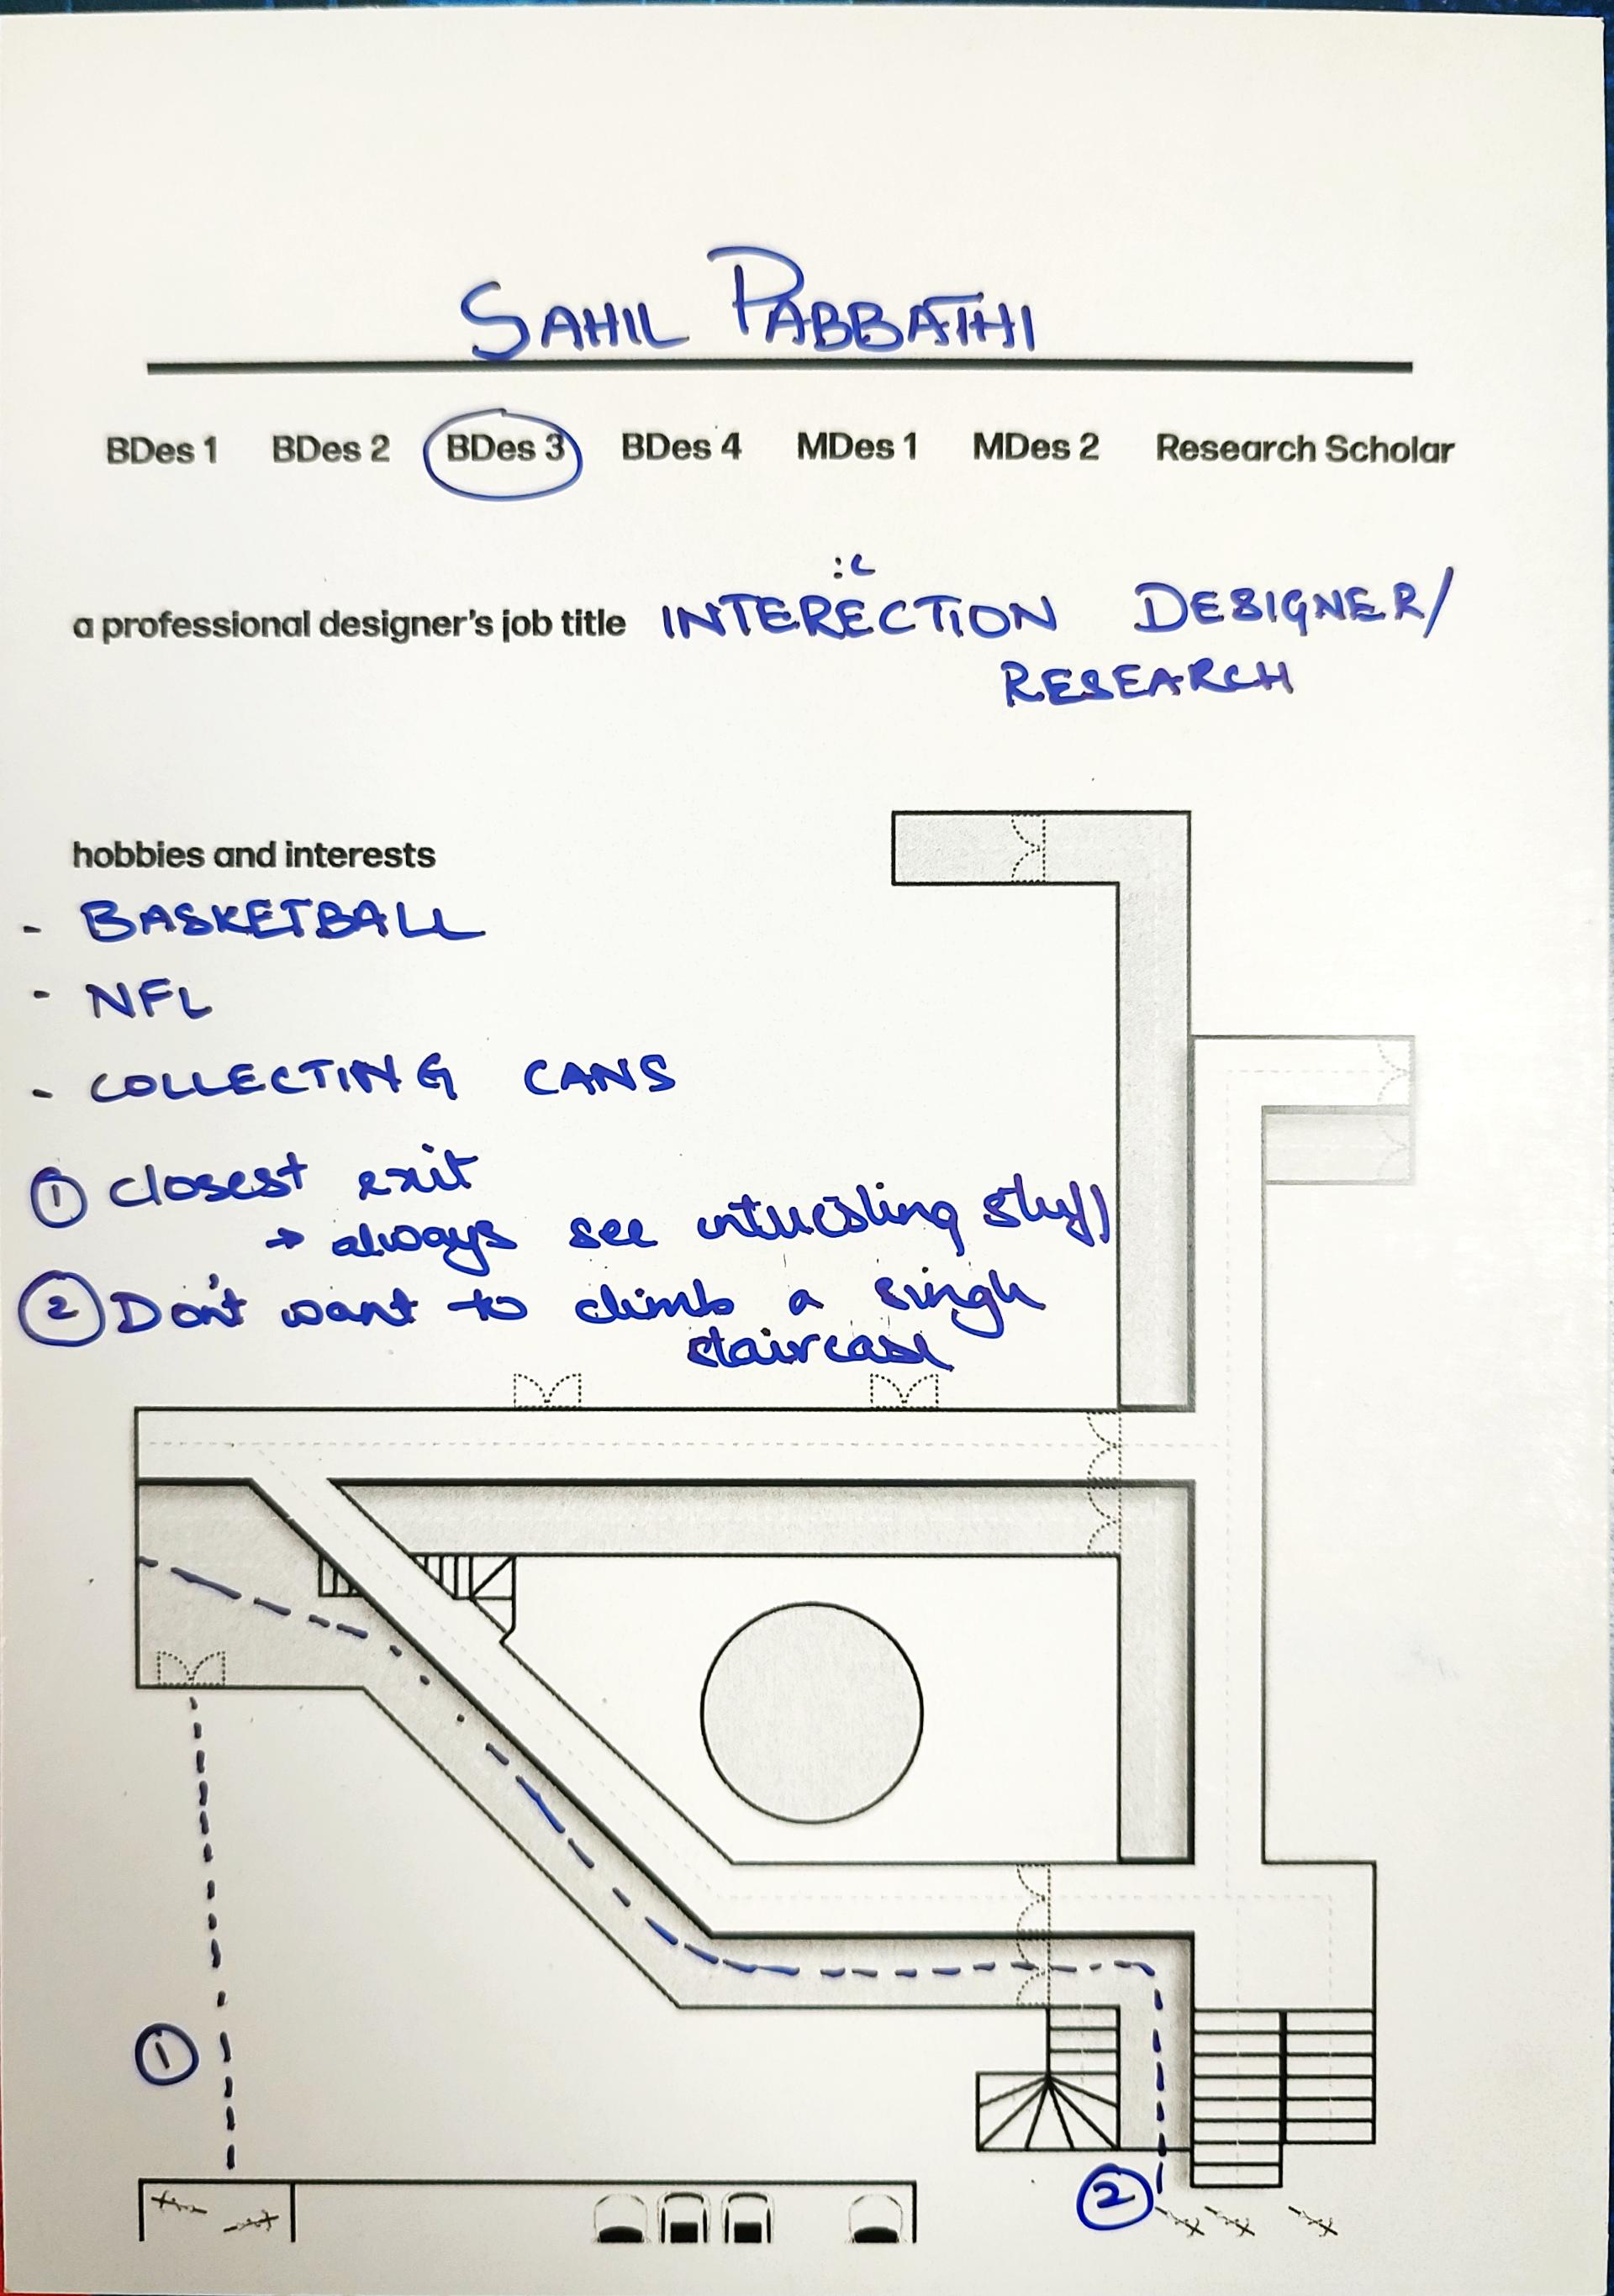 SAHIL PABBATHI
BDes 1 BDes 2 BDes 3 BDes 4 MDes 1 MDes 2 Research Scholar
:c
a professional designer's job title INTERECTION DESIGNER/
RESEARCH
hobbies and interests
- BASKETBALL
- NFL
- COLLECTING CANS
① Closest exit
→ always see interesting stuff
② Don't want to climb a single
staircase
①
②